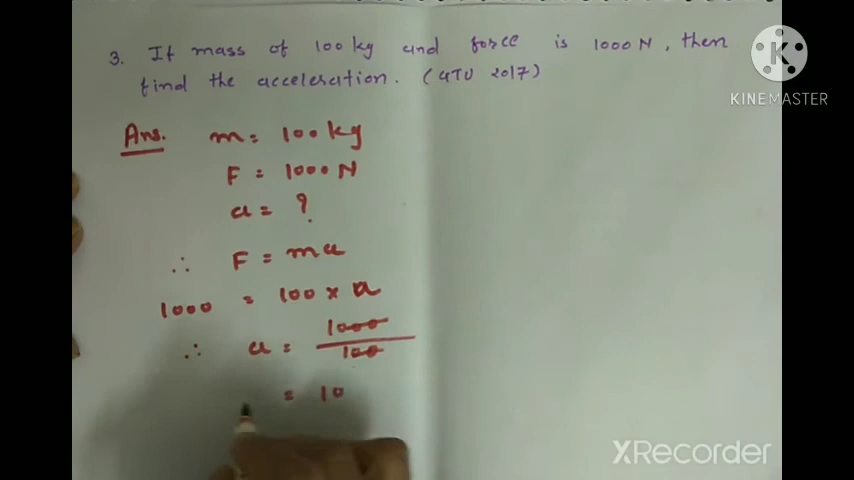 3. If mass of 100 kg and force is 1000 N, then
find the acceleration. (GTU 2017)
Ans. m = 100 kg
F = 1000 N
a = ?
∴ F = ma
1000 = 100 × a
∴ a = 1000 / 100
= 10
KINEMASTER
XRecorder